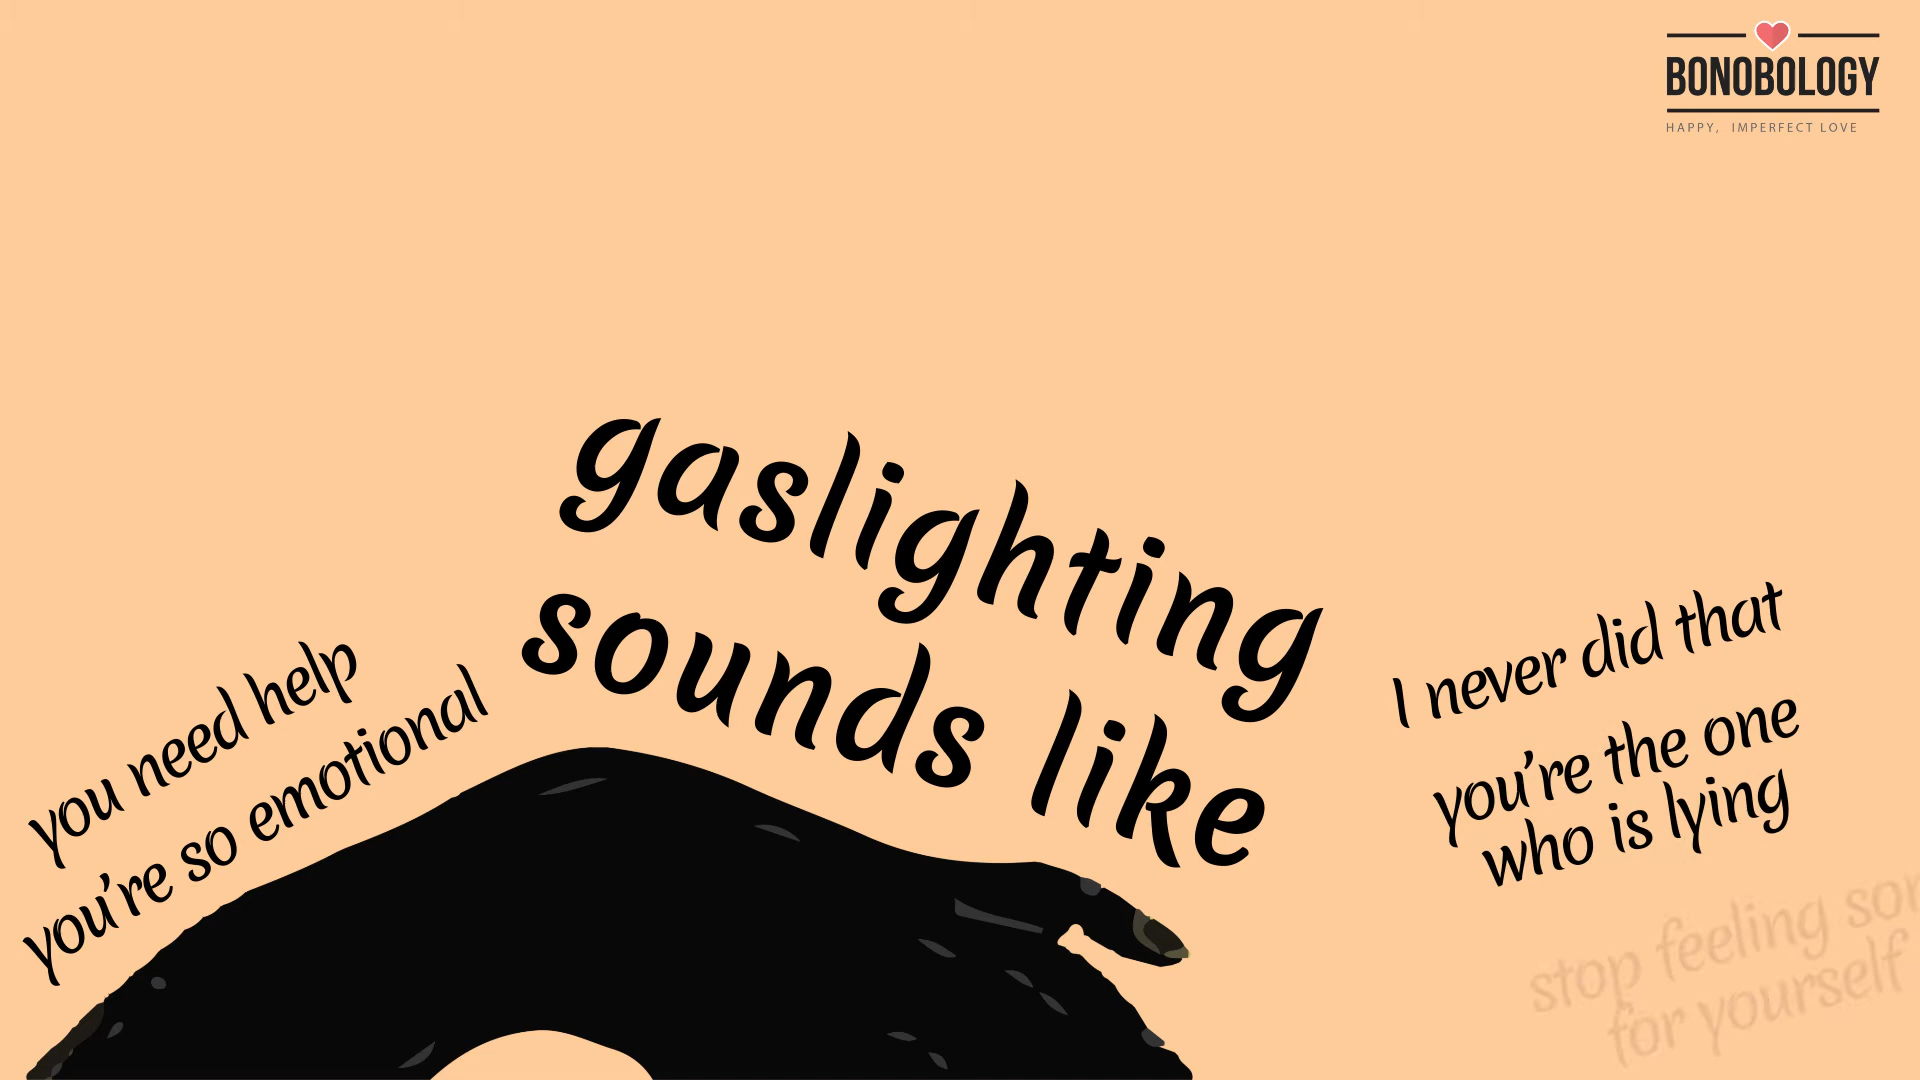 BONOBOLOGY
HAPPY, IMPERFECT LOVE
gaslighting
sounds like
you need help
you're so emotional
I never did that
you're the one
who is lying
stop feeling
for yourself